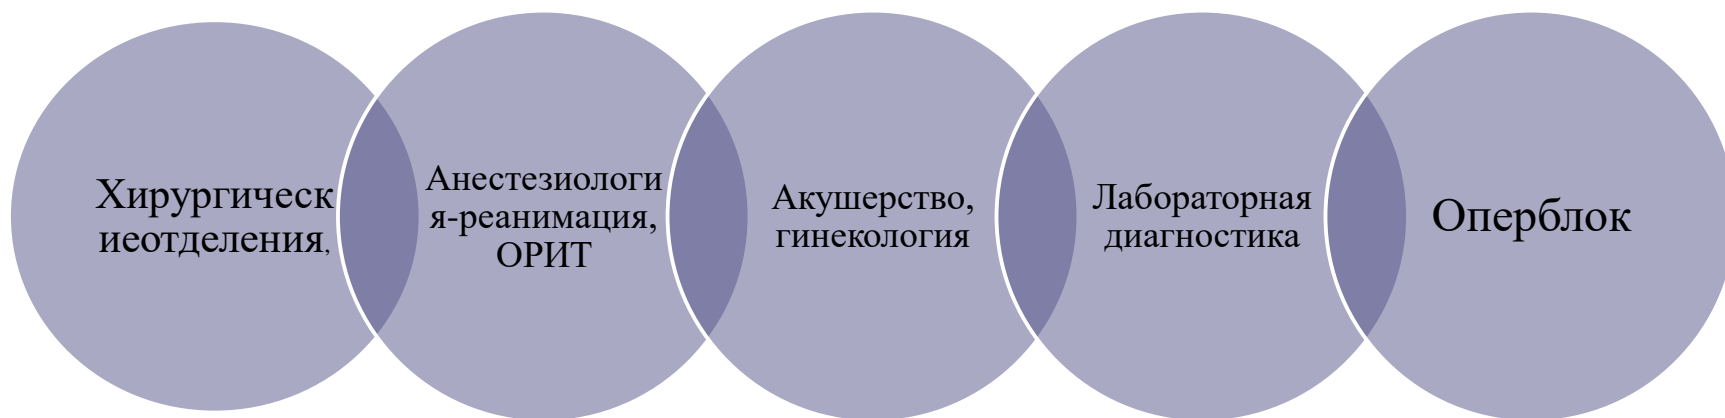 Хирургическ
иеотделения,
Анестезиологи
я-реанимация,
ОРИТ
Акушерство,
гинекология
Лабораторная
диагностика
Оперблок